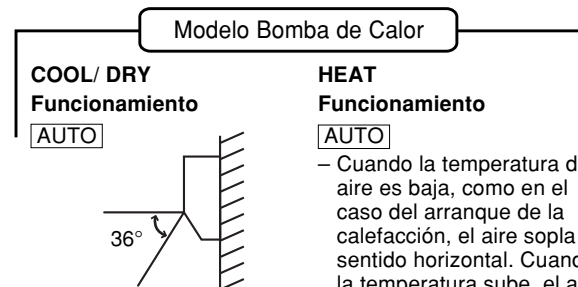 Modelo Bomba de Calor
COOL/ DRY
Funcionamiento
AUTO
36°
HEAT
Funcionamiento
AUTO
– Cuando la temperatura
aire es baja, como en el
caso del arranque de la
calefacción, el aire sopla
sentido horizontal.
la temperatura sube, el